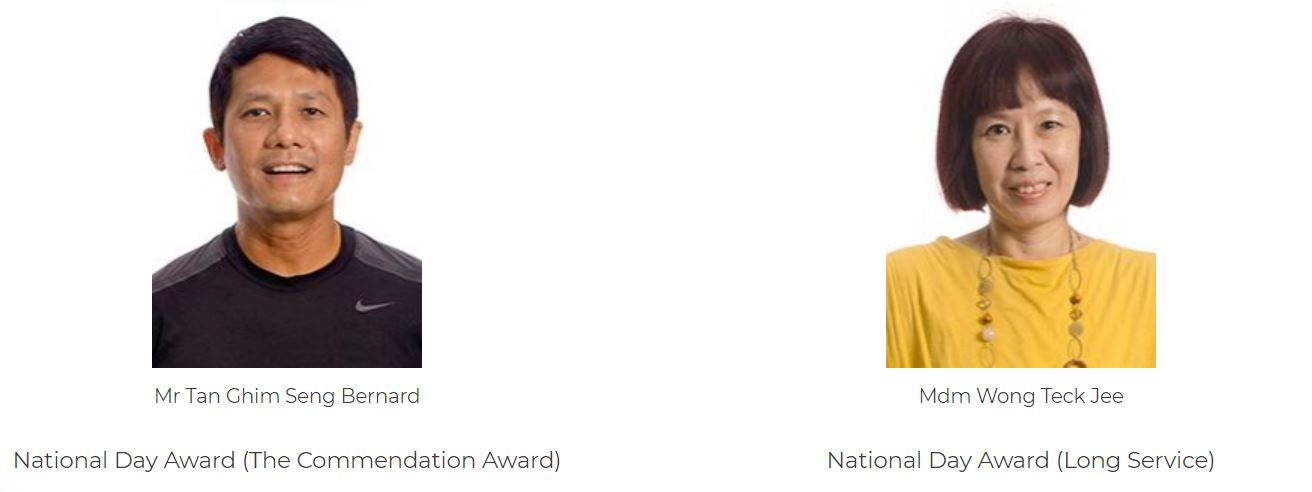 Mr Tan Ghim Seng Bernard
Mdm Wong Teck Jee
National Day Award (The Commendation Award)
National Day Award (Long Service)